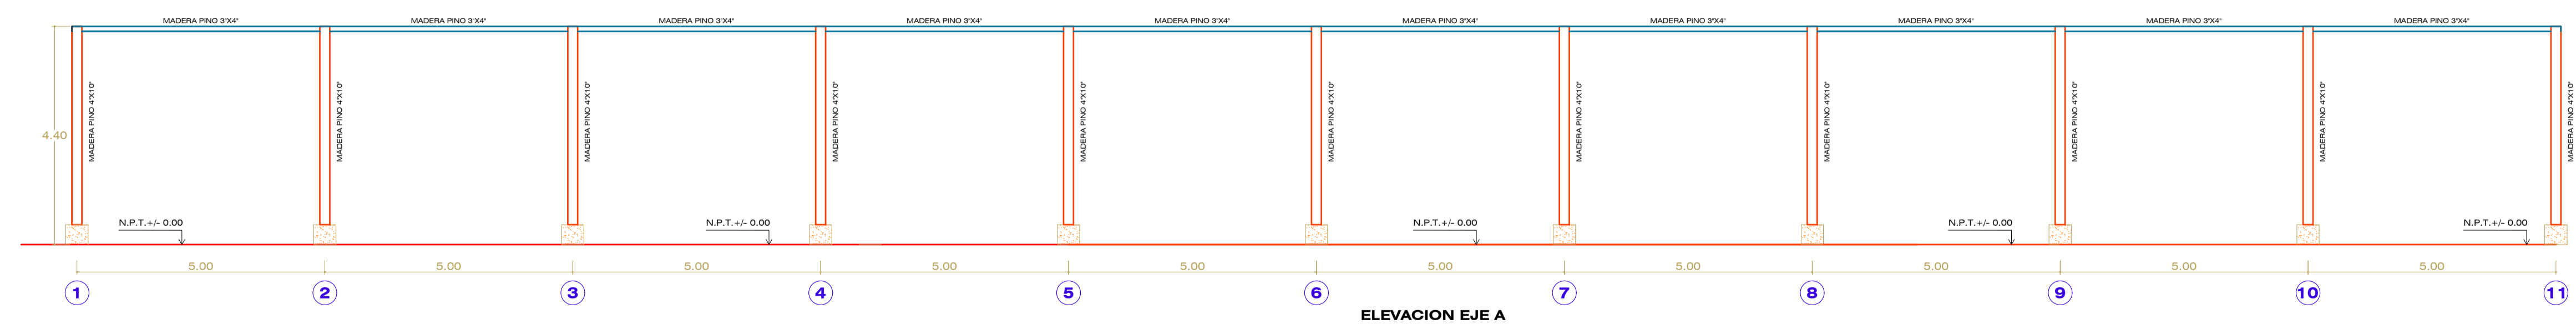 MADERA PINO 3"X4" MADERA PINO 3"X4" MADERA PINO 3"X4" MADERA PINO 3"X4" MADERA PINO 3"X4" MADERA PINO 3"X4" MADERA PINO 3"X4" MADERA PINO 3"X4" MADERA PINO 3"X4" MADERA PINO 3"X4"
4.40
MADERA PINO 4"X10"
MADERA PINO 4"X10"
MADERA PINO 4"X10"
MADERA PINO 4"X10"
MADERA PINO 4"X10"
MADERA PINO 4"X10"
MADERA PINO 4"X10"
MADERA PINO 4"X10"
MADERA PINO 4"X10"
MADERA PINO 4"X10"
MADERA PINO 4"X10"
N.P.T.+/- 0.00 N.P.T.+/- 0.00 N.P.T.+/- 0.00 N.P.T.+/- 0.00 N.P.T.+/- 0.00
5.00 5.00 5.00 5.00 5.00 5.00 5.00 5.00 5.00 5.00
1 2 3 4 5 6 7 8 9 10 11
ELEVACION EJE A